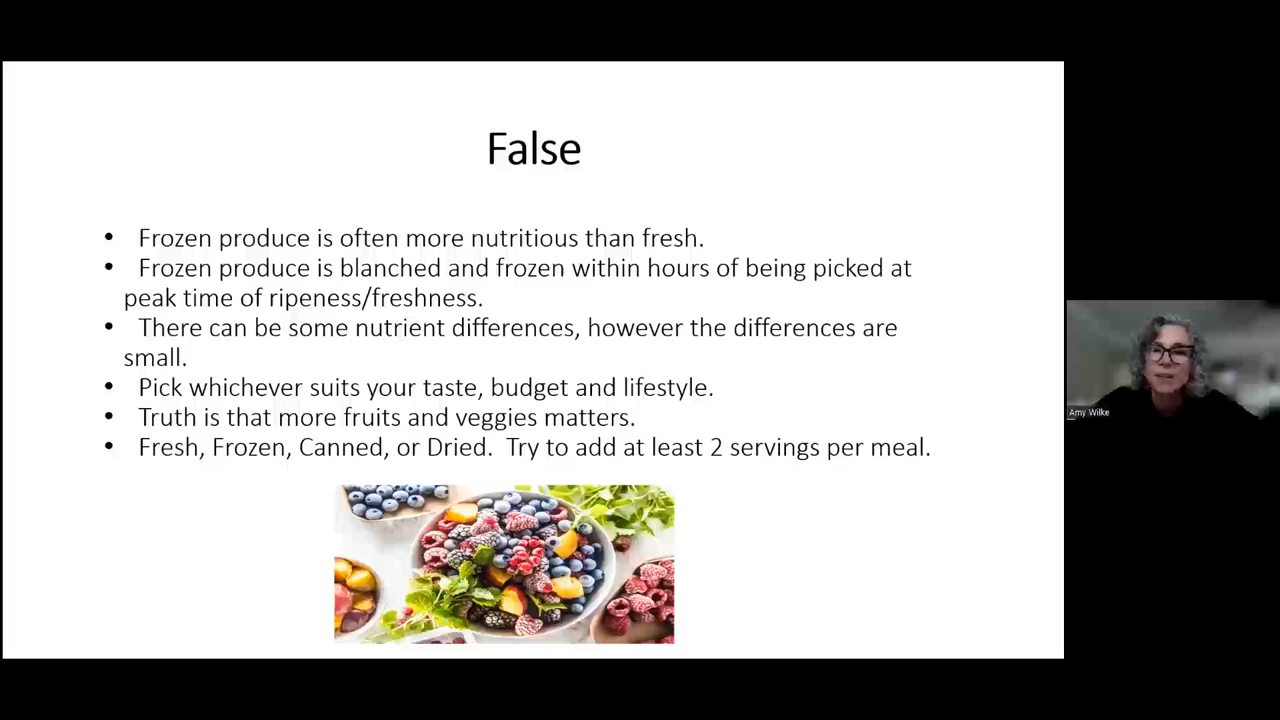 False
• Frozen produce is often more nutritious than fresh.
• Frozen produce is blanched and frozen within hours of being picked at
peak time of ripeness/freshness.
• There can be some nutrient differences, however the differences are
small.
• Pick whichever suits your taste, budget and lifestyle.
• Truth is that more fruits and veggies matters.
• Fresh, Frozen, Canned, or Dried.  Try to add at least 2 servings per meal.
Amy Wilke